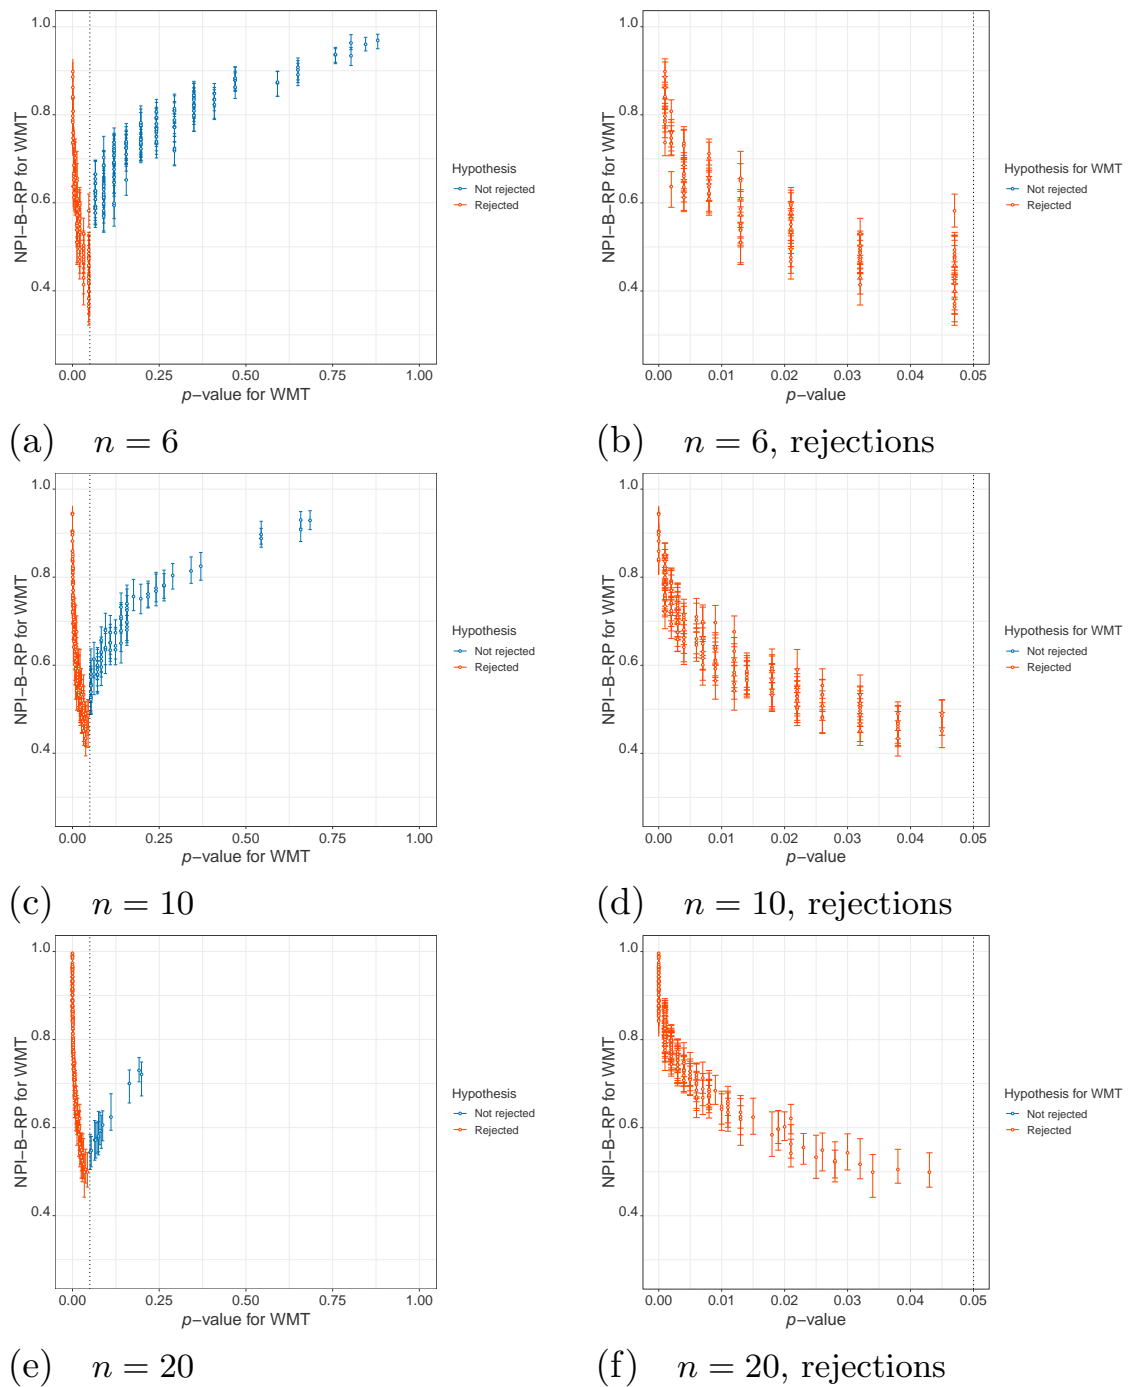 1.0
0.8
0.6
0.4
NPI−B−RP for WMT
0.00 0.25 0.50 0.75 1.00
p−value for WMT
Hypothesis
Not rejected
Rejected
(a) n = 6
1.0
0.8
0.6
0.4
NPI−B−RP for WMT
0.00 0.01 0.02 0.03 0.04 0.05
p−value
Hypothesis for WMT
Not rejected
Rejected
(b) n = 6, rejections
1.0
0.8
0.6
0.4
NPI−B−RP for WMT
0.00 0.25 0.50 0.75 1.00
p−value for WMT
Hypothesis
Not rejected
Rejected
(c) n = 10
1.0
0.8
0.6
0.4
NPI−B−RP for WMT
0.00 0.01 0.02 0.03 0.04 0.05
p−value
Hypothesis for WMT
Not rejected
Rejected
(d) n = 10, rejections
1.0
0.8
0.6
0.4
NPI−B−RP for WMT
0.00 0.25 0.50 0.75 1.00
p−value for WMT
Hypothesis
Not rejected
Rejected
(e) n = 20
1.0
0.8
0.6
0.4
NPI−B−RP for WMT
0.00 0.01 0.02 0.03 0.04 0.05
p−value
Hypothesis for WMT
Not rejected
Rejected
(f) n = 20, rejections